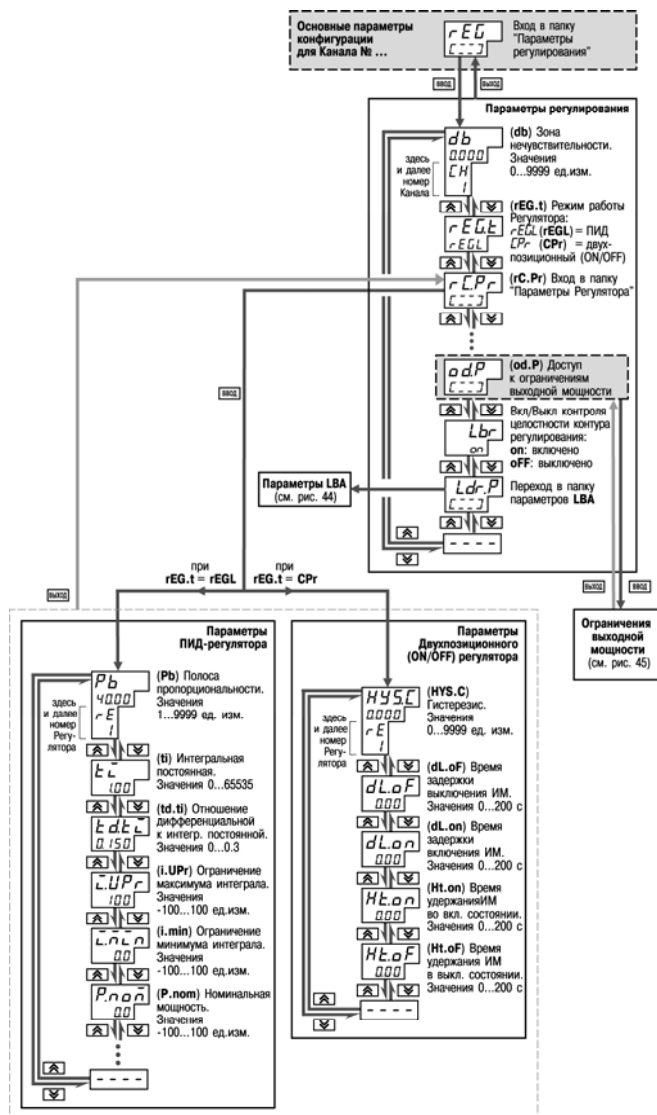 Основные параметры
конфигурации
для Канала № ...
rEG
[---]
Вход в папку
"Параметры
регулирования"
ввод
выход
Параметры регулирования
db
0.000
CH
1
здесь
и далее
номер
Канала
(db) Зона
нечувствительности.
Значения
0...9999 ед.изм.
rEG.t
rEGL
(rEG.t) Режим работы
Регулятора:
rEGL (rEGL) = ПИД
CPr (CPr) = двух-
позиционный (ON/OFF)
rC.Pr
[---]
(rC.Pr) Вход в папку
"Параметры Регулятора"
ввод
od.P
[---]
(od.P) Доступ
к ограничениям
выходной мощности
Lbr
on
Вкл/Выкл контроля
целостности контура
регулирования:
on: включено
oFF: выключено
Параметры LBA
(см. рис. 44)
Ldr.P
[---]
Переход в папку
параметров LBA
----
при
rEG.t = rEGL
при
rEG.t = CPr
выход
выход
ввод
Ограничения
выходной
мощности
(см. рис. 45)
Параметры
ПИД-регулятора
Pb
40.00
rE
1
здесь
и далее
номер
Регу-
лятора
(Pb) Полоса
пропорциональности.
Значения
1...9999 ед. изм.
ti
1.00
(ti) Интегральная
постоянная.
Значения 0...65535
td.ti
0.150
(td.ti) Отношение
дифференциальной
к интегр. постоянной.
Значения 0...0.3
i.UPr
100
(i.UPr) Ограничение
максимума интеграла.
Значения
-100...100 ед.изм.
i.min
0.0
(i.min) Ограничение
минимума интеграла.
Значения
-100...100 ед.изм.
P.nom
0.0
(P.nom) Номинальная
мощность.
Значения
-100...100 ед.изм.
----
Параметры
Двухпозиционного
(ON/OFF) регулятора
HYS.C
0.000
rE
1
здесь
и далее
номер
Регу-
лятора
(HYS.C)
Гистерезис.
Значения
0...9999 ед. изм.
dL.oF
0.00
(dL.oF) Время
задержки
выключения ИМ.
Значения 0...200 с
dL.on
0.00
(dL.on) Время
задержки
включения ИМ.
Значения 0...200 с
Ht.on
0.00
(Ht.on) Время
удержанияИМ
во вкл. состоянии.
Значения 0...200 с
Ht.oF
0.00
(Ht.oF) Время
удержания ИМ
в выкл. состоянии.
Значения 0...200 с
----